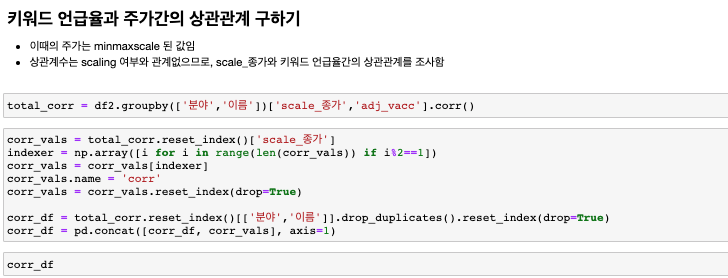 키워드 언급율과 주가간의 상관관계 구하기
• 이때의 주가는 minmaxscale 된 값임
• 상관계수는 scaling 여부와 관계없으므로, scale_종가와 키워드 언급율간의 상관관계를 조사함
total_corr = df2.groupby(['분야','이름'])['scale_종가','adj_vacc'].corr()
corr_vals = total_corr.reset_index()['scale_종가']
indexer = np.array([i for i in range(len(corr_vals)) if i%2==1])
corr_vals = corr_vals[indexer]
corr_vals.name = 'corr'
corr_vals = corr_vals.reset_index(drop=True)
corr_df = total_corr.reset_index()[['분야','이름']].drop_duplicates().reset_index(drop=True)
corr_df = pd.concat([corr_df, corr_vals], axis=1)
corr_df